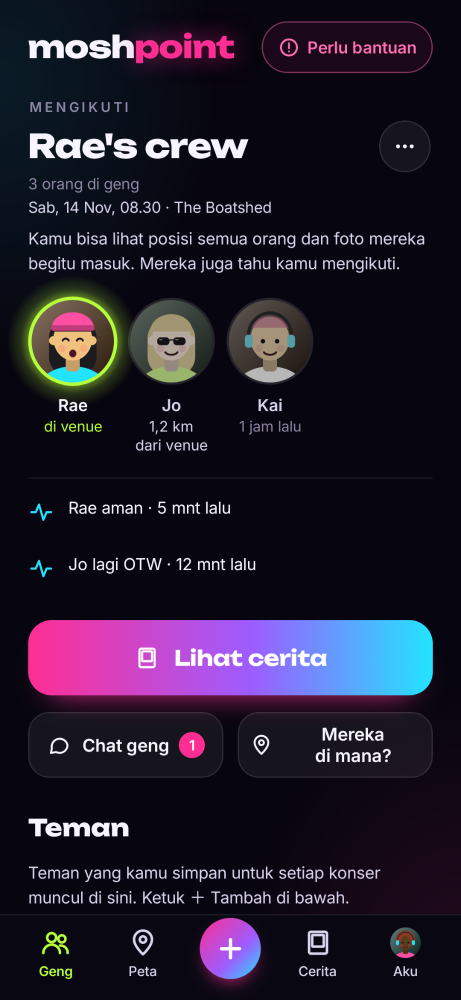 moshpoint
Perlu bantuan
MENGIKUTI
Rae's crew
3 orang di geng
Sab, 14 Nov, 08.30 · The Boatshed
Kamu bisa lihat posisi semua orang dan foto mereka
begitu masuk. Mereka juga tahu kamu mengikuti.
Rae
di venue
Jo
1,2 km
dari venue
Kai
1 jam lalu
Rae aman · 5 mnt lalu
Jo lagi OTW · 12 mnt lalu
Lihat cerita
Chat geng 1
Mereka
di mana?
Teman
Teman yang kamu simpan untuk setiap konser
muncul di sini. Ketuk + Tambah di bawah.
Geng
Peta
Cerita
Aku